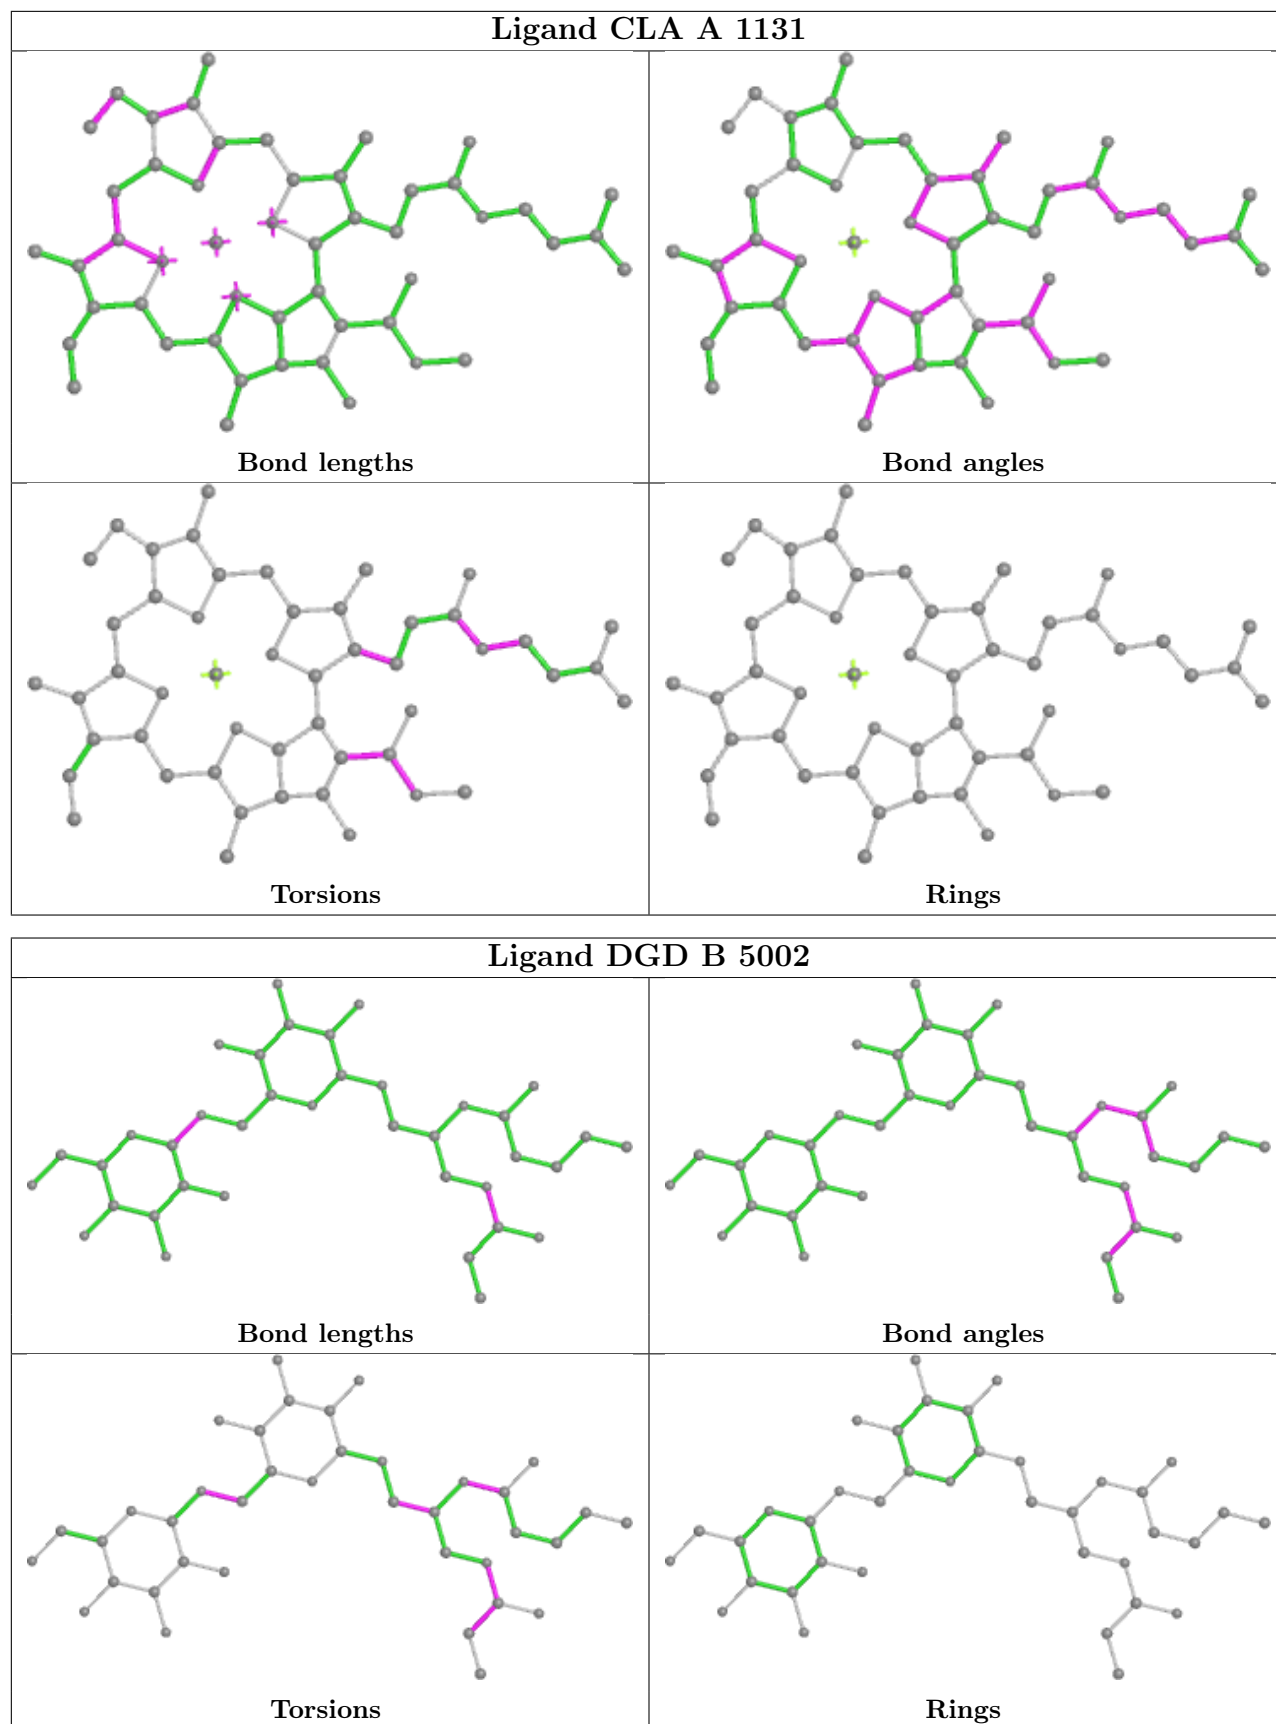 Ligand CLA A 1131
Bond lengths
Bond angles
Torsions
Rings
Ligand DGD B 5002
Bond lengths
Bond angles
Torsions
Rings